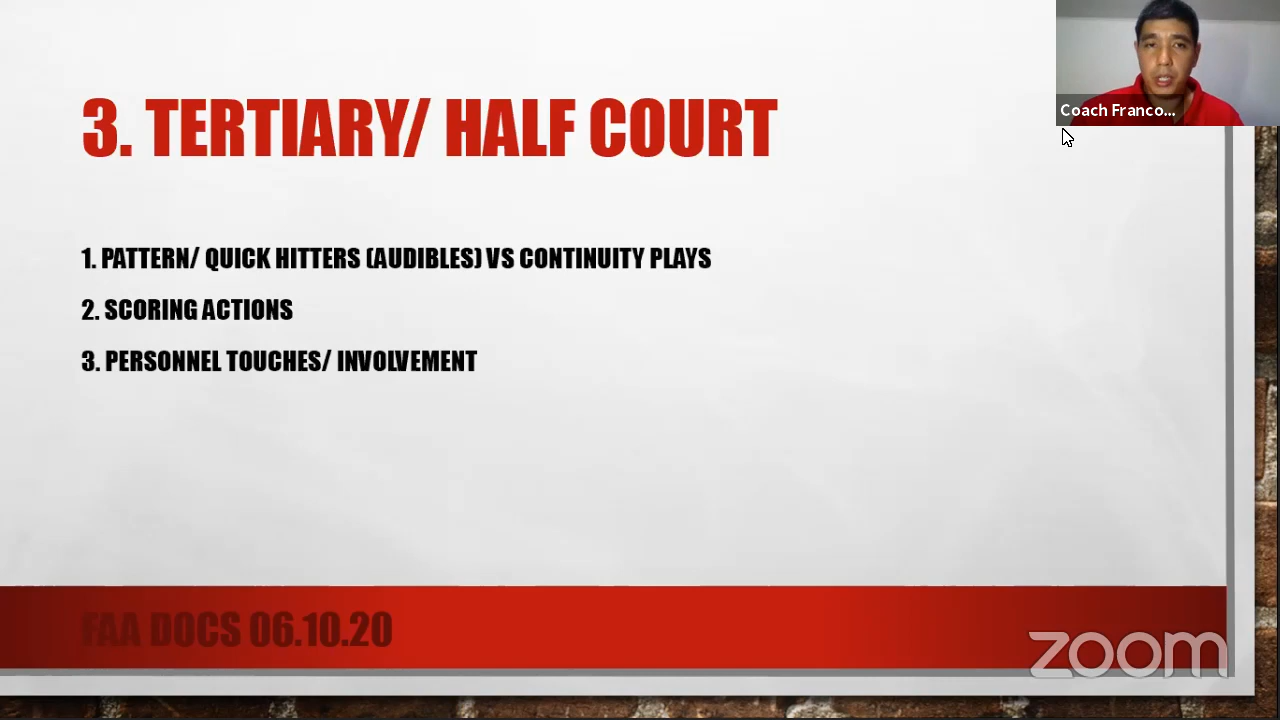 3. TERTIARY/ HALF COURT
Coach Franco...
1. PATTERN/ QUICK HITTERS (AUDIBLES) VS CONTINUITY PLAYS
2. SCORING ACTIONS
3. PERSONNEL TOUCHES/ INVOLVEMENT
FAA DOCS 06.10.20
zoom